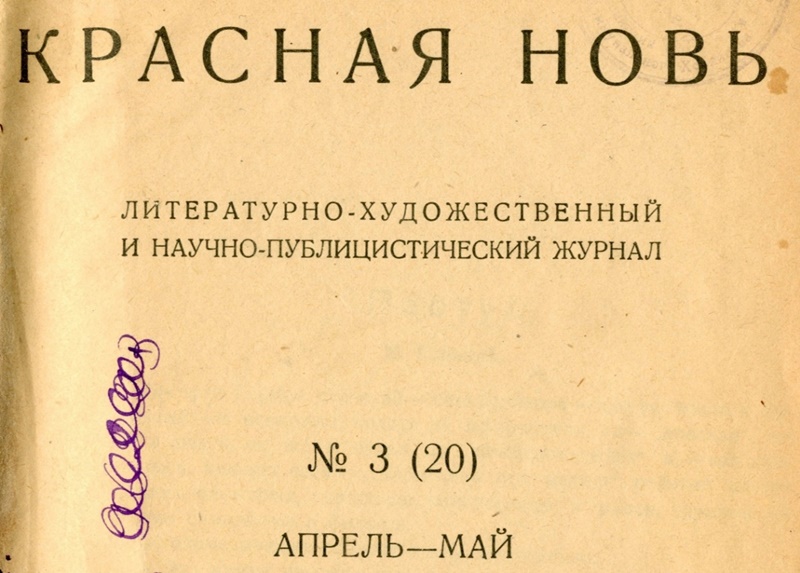 КРАСНАЯ НОВЬ
ЛИТЕРАТУРНО-ХУДОЖЕСТВЕННЫЙ
И НАУЧНО-ПУБЛИЦИСТИЧЕСКИЙ ЖУРНАЛ
№ 3 (20)
АПРЕЛЬ—МАЙ